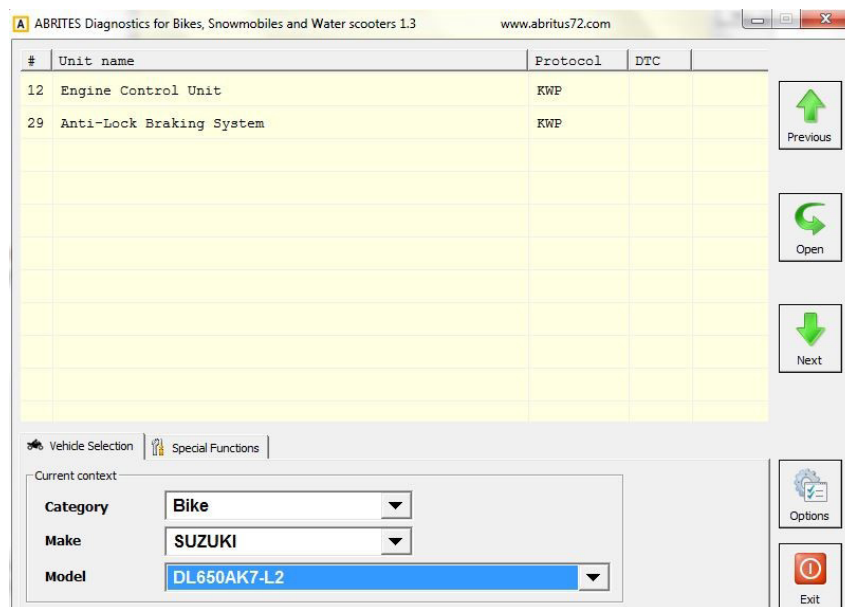 A ABRITES Diagnostics for Bikes, Snowmobiles and Water scooters 1.3 www.abritus72.com
# Unit name Protocol DTC
12 Engine Control Unit KWP
29 Anti-Lock Braking System KWP
Previous
Open
Next
Vehicle Selection Special Functions
Current context
Category Bike
Make SUZUKI
Model DL650AK7-L2
Options
Exit